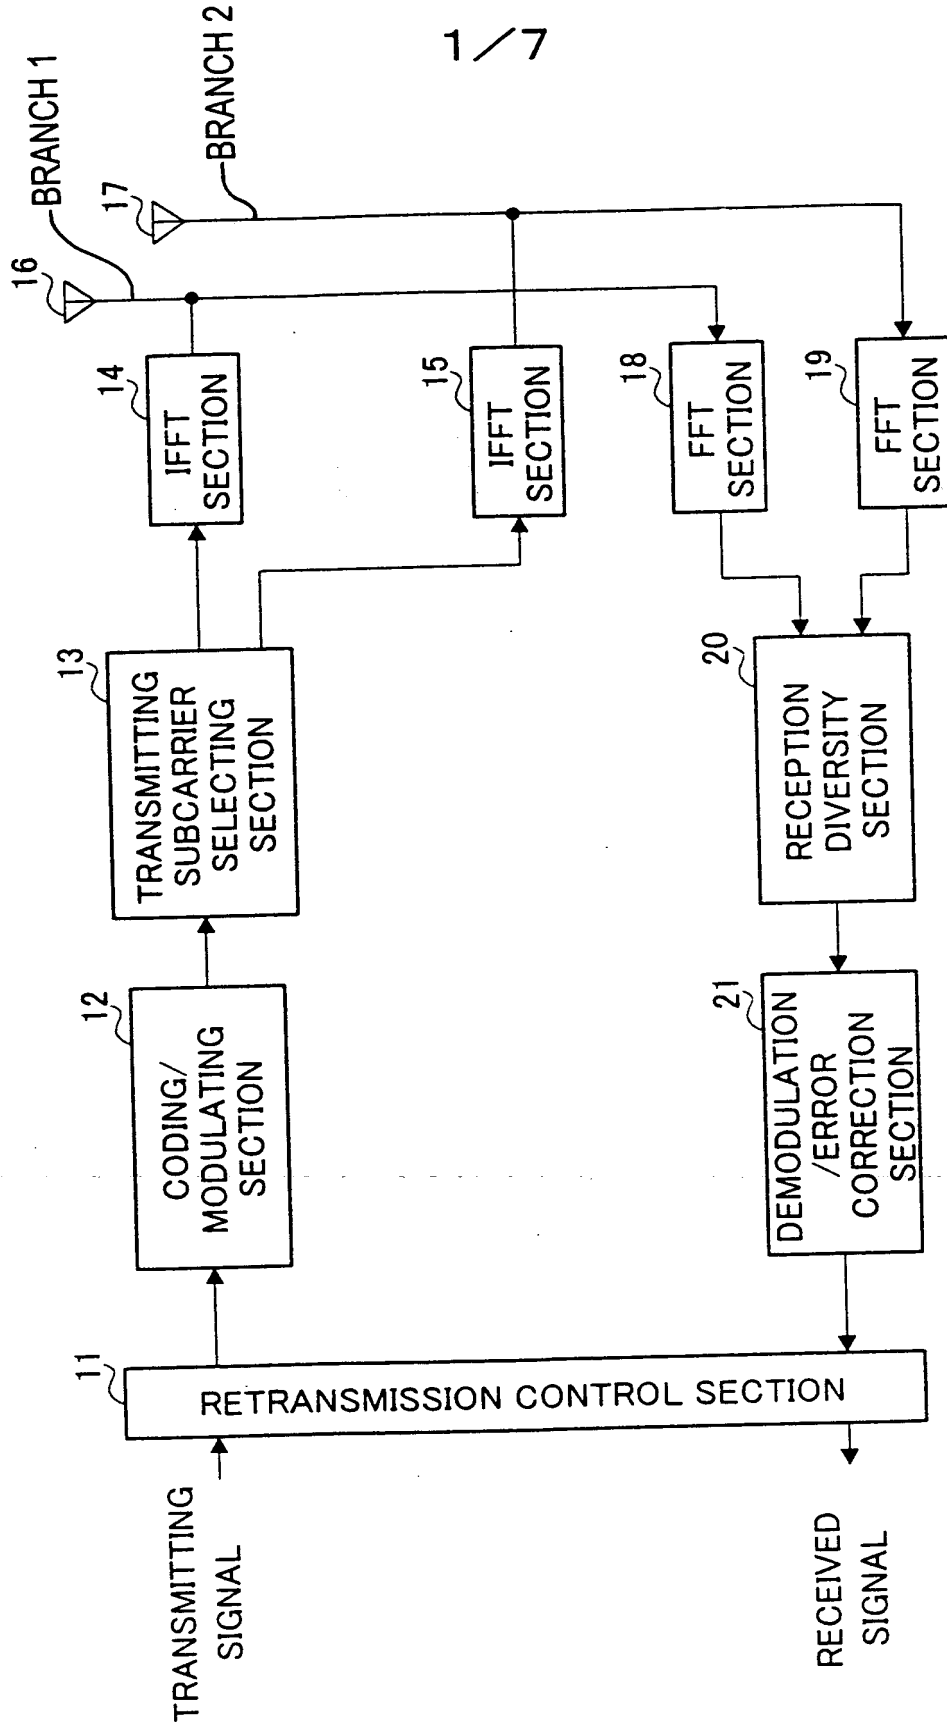 1/7
TRANSMITTING
SIGNAL
11
RETRANSMISSION CONTROL SECTION
12
CODING/
MODULATING
SECTION
13
TRANSMITTING
SUBCARRIER
SELECTING
SECTION
14
IFFT
SECTION
15
IFFT
SECTION
16
BRANCH 1
17
BRANCH 2
18
FFT
SECTION
19
FFT
SECTION
20
RECEPTION
DIVERSITY
SECTION
21
DEMODULATION
/ERROR
CORRECTION
SECTION
RECEIVED
SIGNAL